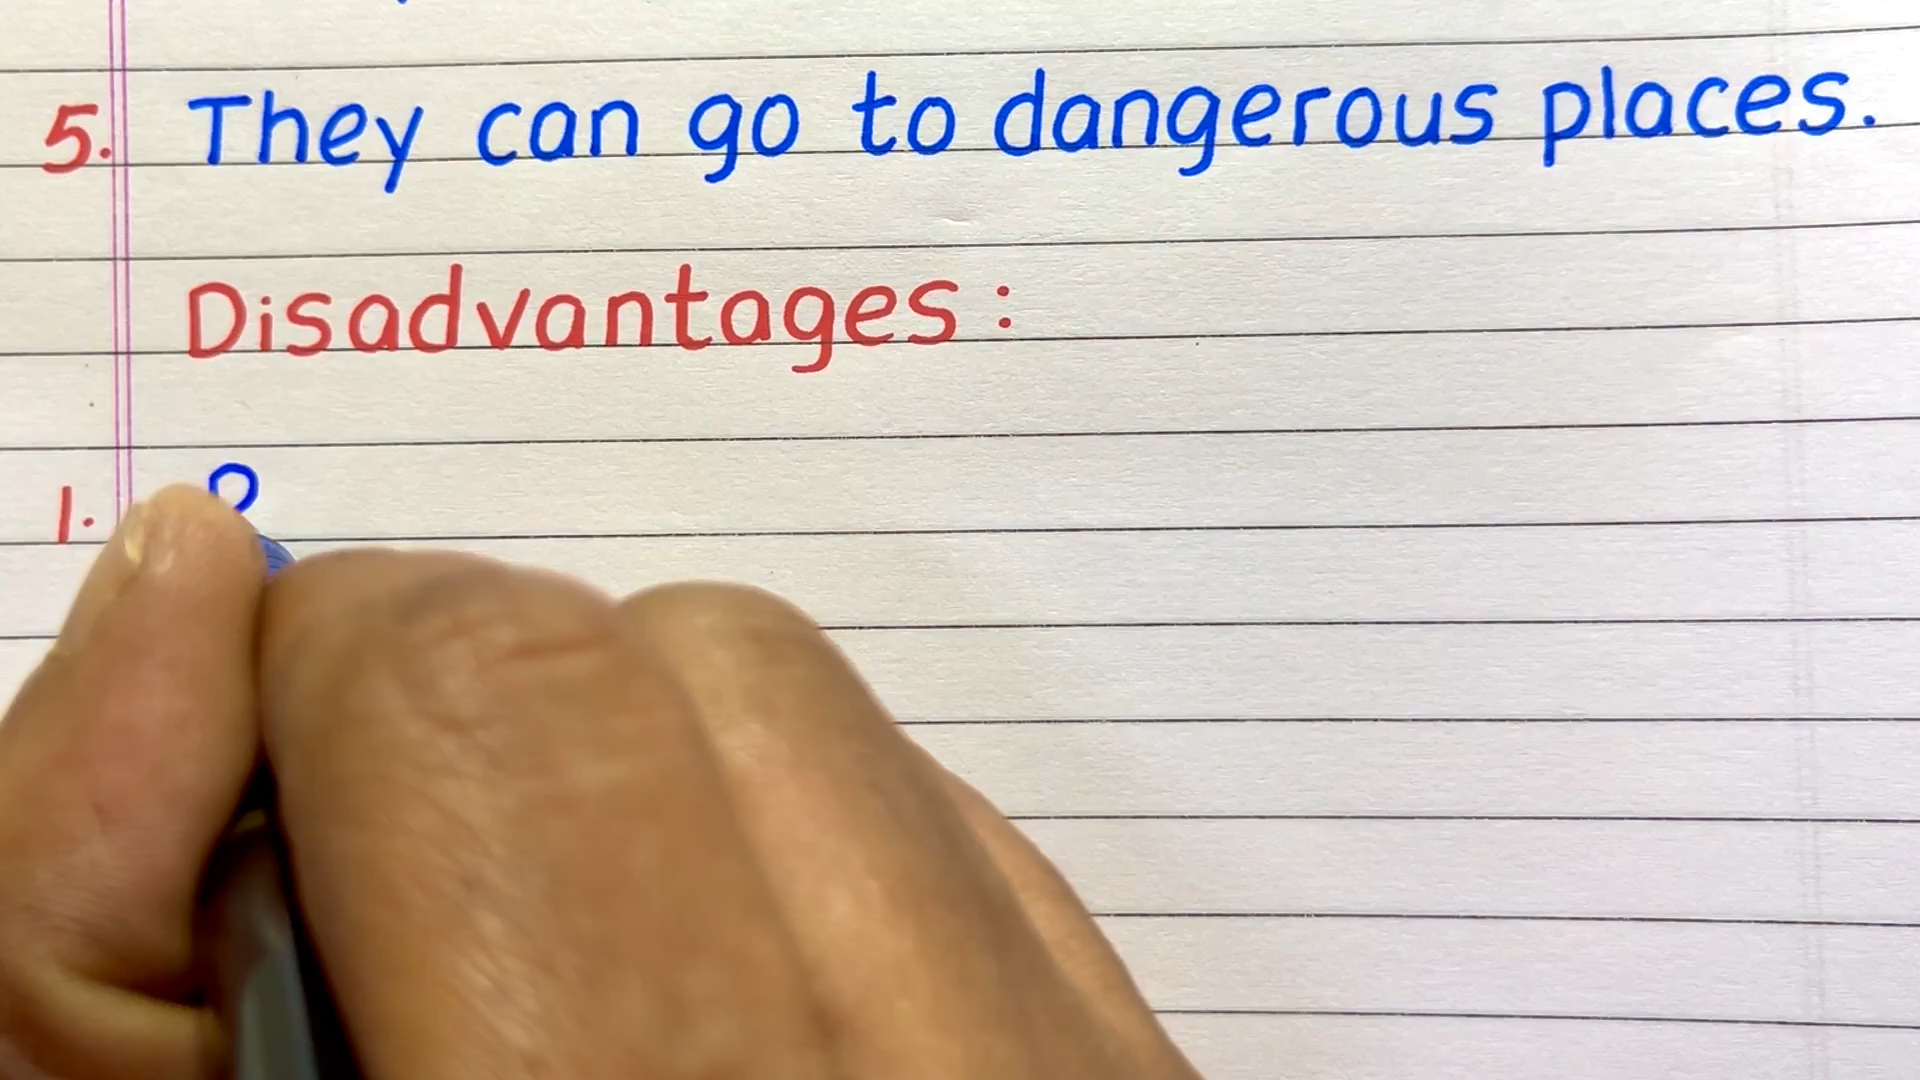 5. They can go to dangerous places.
Disadvantages :
1.